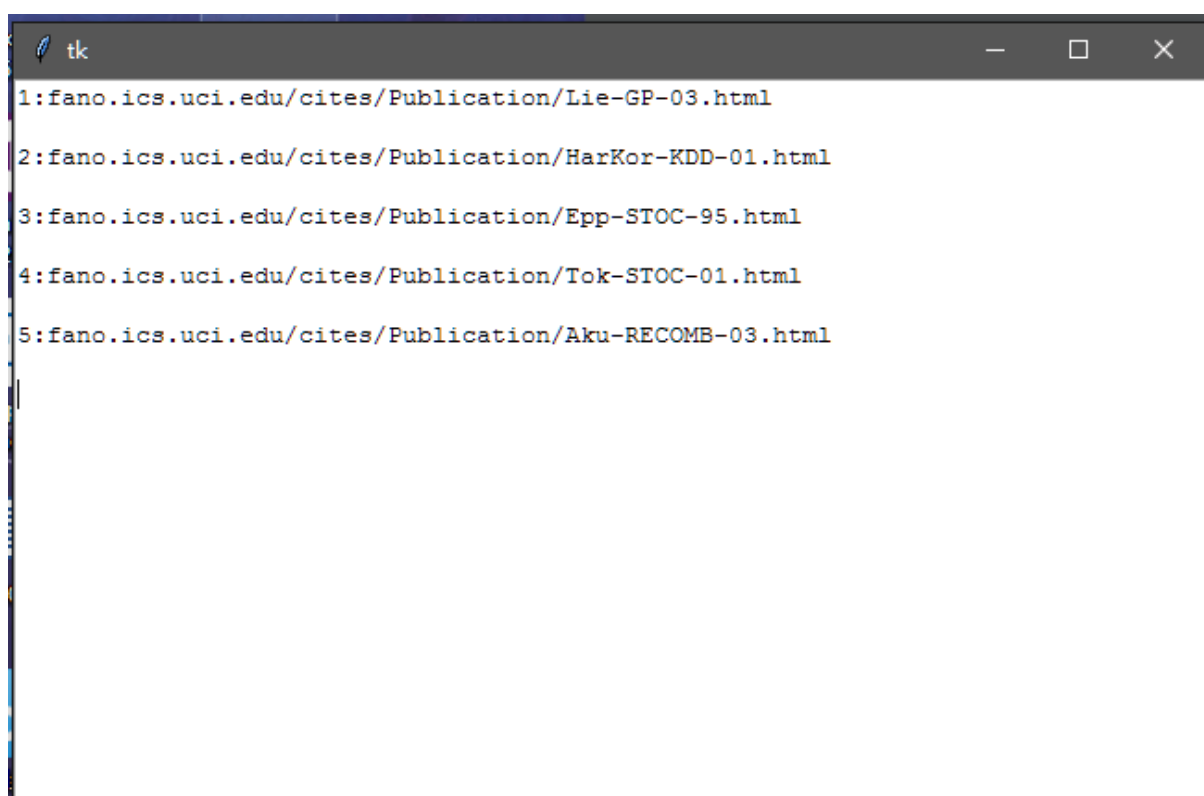 tk
1:fano.ics.uci.edu/cites/Publication/Lie-GP-03.html
2:fano.ics.uci.edu/cites/Publication/HarKor-KDD-01.html
3:fano.ics.uci.edu/cites/Publication/Epp-STOC-95.html
4:fano.ics.uci.edu/cites/Publication/Tok-STOC-01.html
5:fano.ics.uci.edu/cites/Publication/Aku-RECOMB-03.html